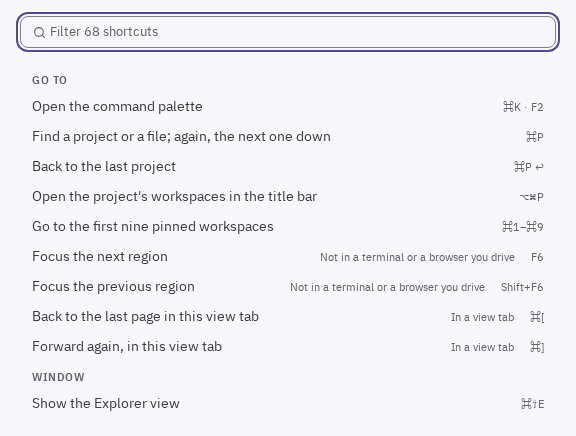 Filter 68 shortcuts
GO TO
Open the command palette ⌘K · F2
Find a project or a file; again, the next one down ⌘P
Back to the last project ⌘P ↩
Open the project's workspaces in the title bar ⌥⌘P
Go to the first nine pinned workspaces ⌘1–⌘9
Focus the next region Not in a terminal or a browser you drive F6
Focus the previous region Not in a terminal or a browser you drive Shift+F6
Back to the last page in this view tab In a view tab ⌘[
Forward again, in this view tab In a view tab ⌘]
WINDOW
Show the Explorer view ⌘⇧E